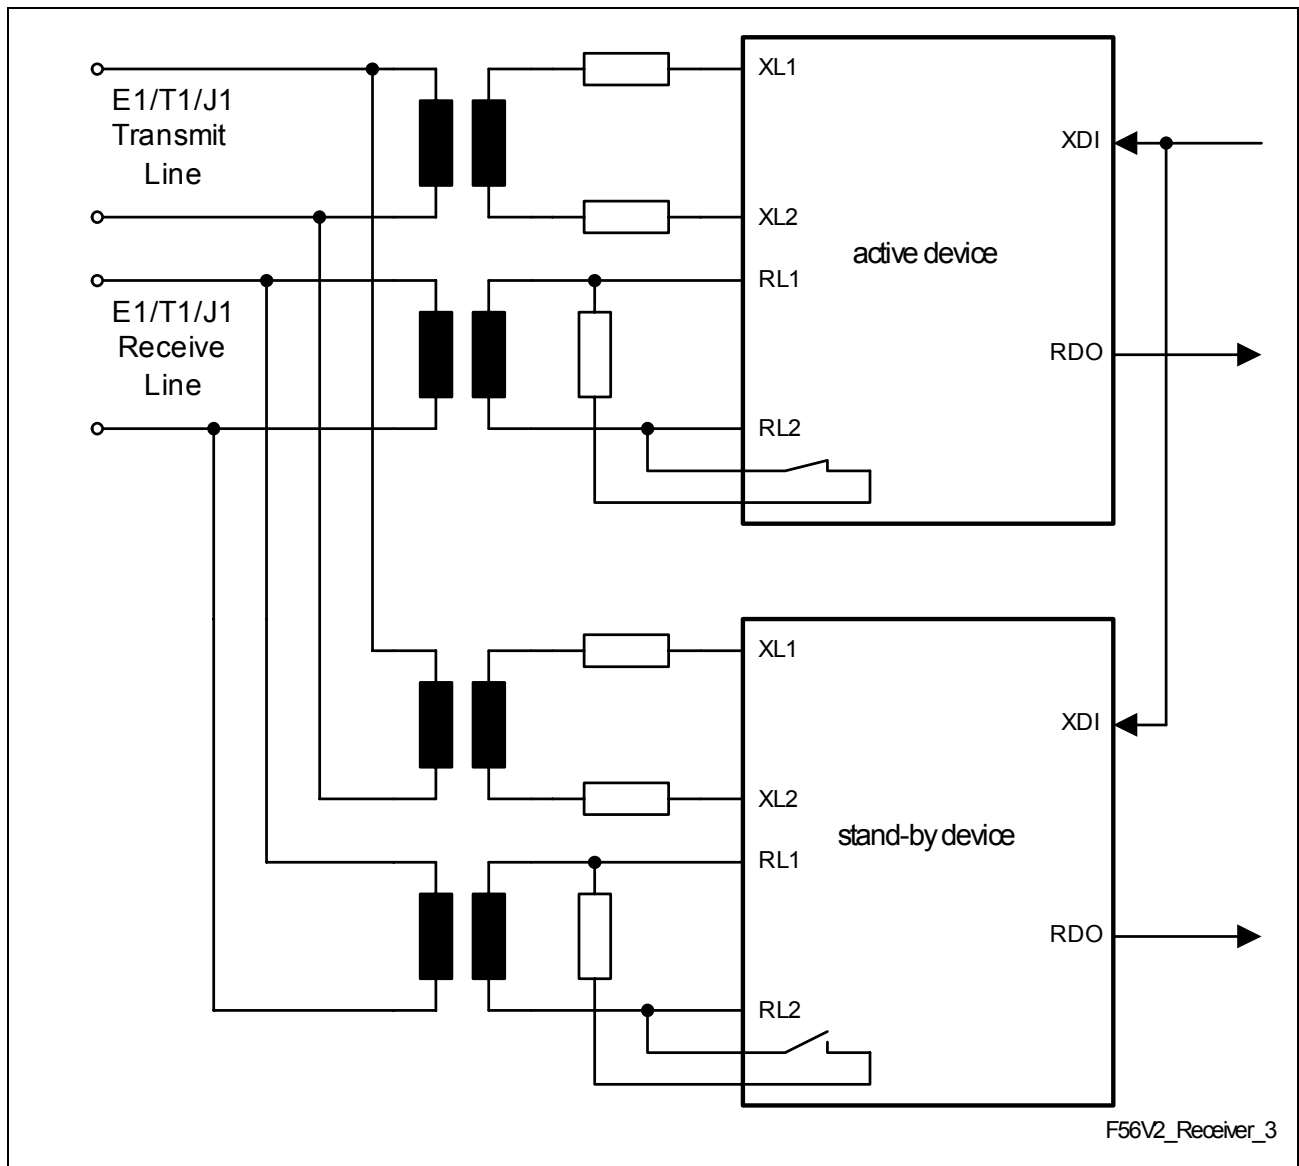 E1/T1/J1
Transmit
Line
E1/T1/J1
Receive
Line
XL1
XDI
XL2
active device
RL1
RDO
RL2
XL1
XDI
XL2
stand-by device
RL1
RDO
RL2
F56V2_Receiver_3